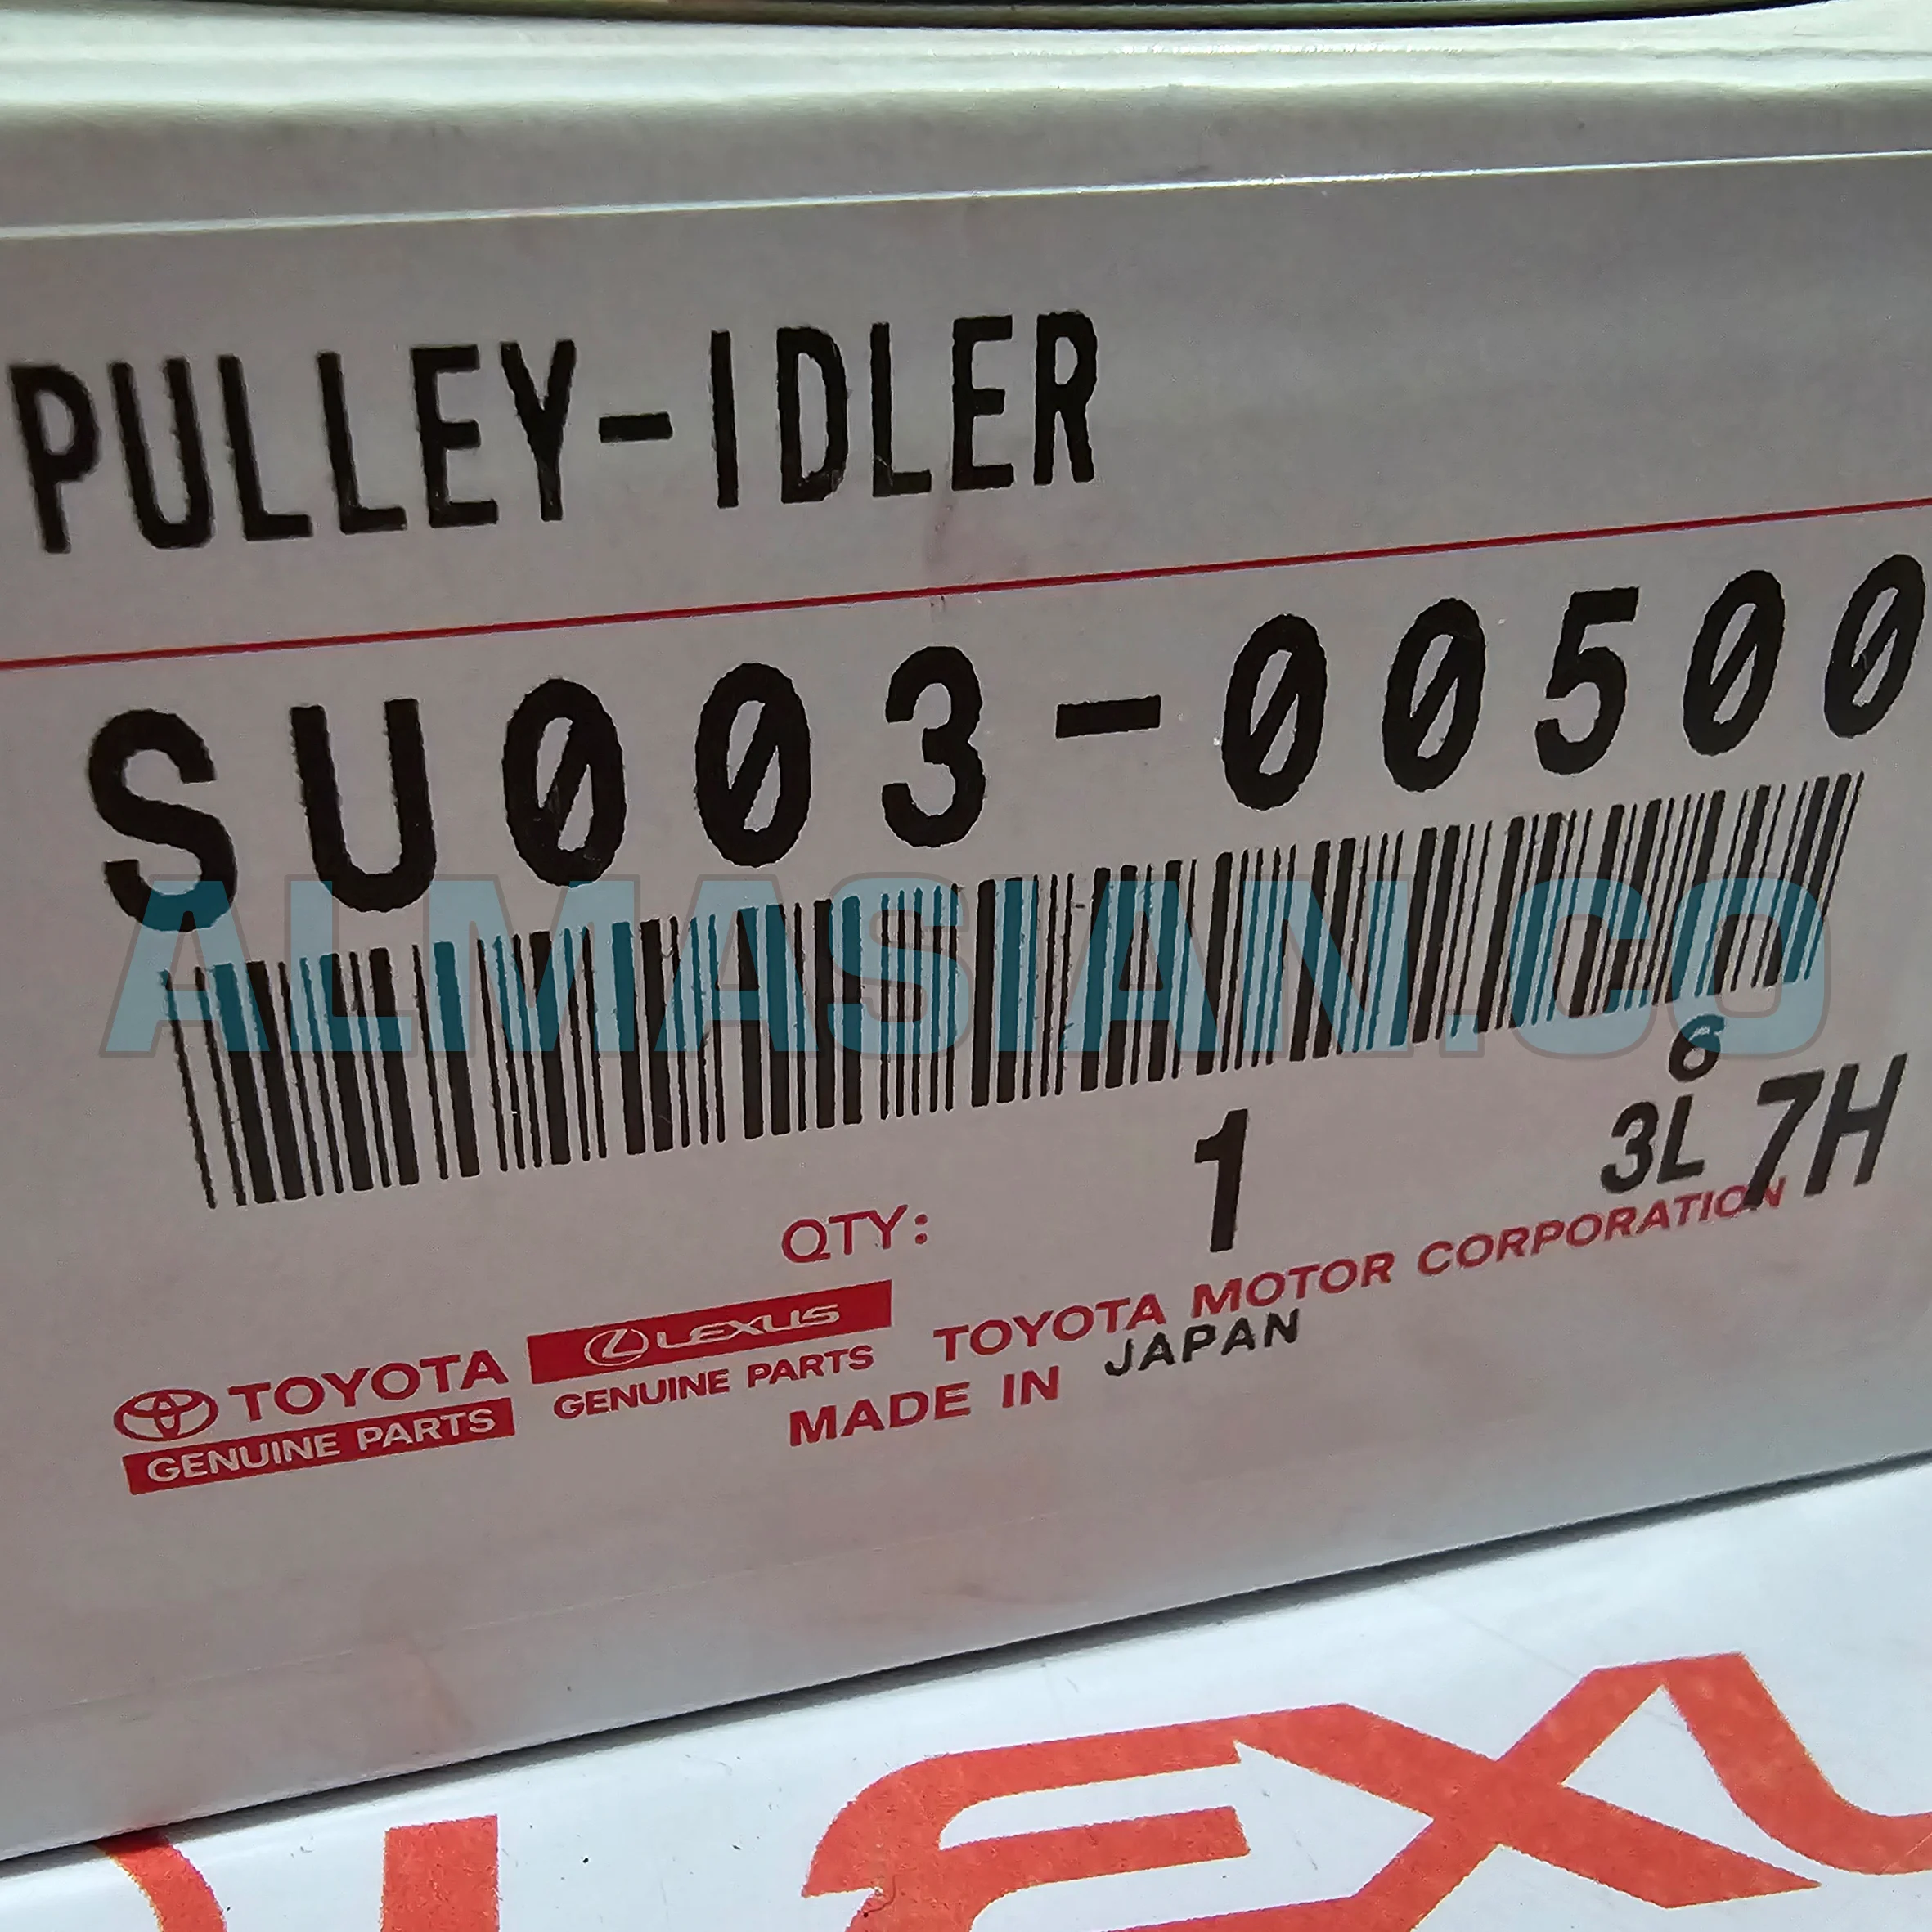 PULLEY-IDLER
SU003-00500
ALMASIAN.CO
6
QTY: 1 3L 7H
TOYOTA LEXUS TOYOTA MOTOR CORPORATION
GENUINE PARTS GENUINE PARTS MADE IN JAPAN